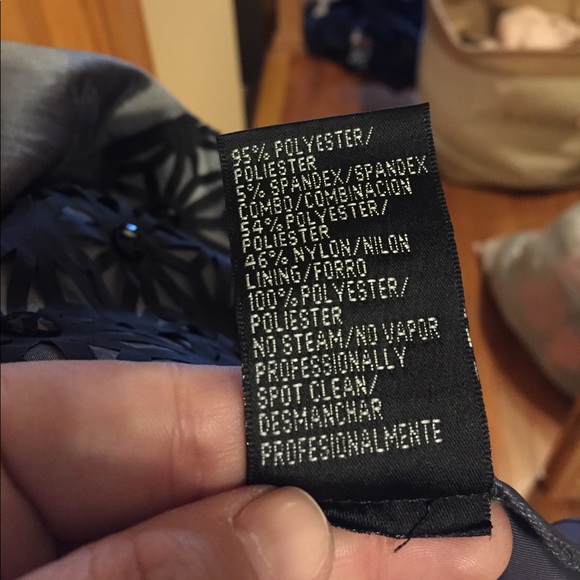 95% POLYESTER/
POLIESTER
5% SPANDEX/SPANDEX
COMBO/COMBINACION
54% POLYESTER/
POLIESTER
46% NYLON/NILON
LINING/FORRO
100% POLYESTER/
POLIESTER
NO STEAM/NO VAPOR
PROFESSIONALLY
SPOT CLEAN/
DESMANCHAR
PROFESIONALMENTE